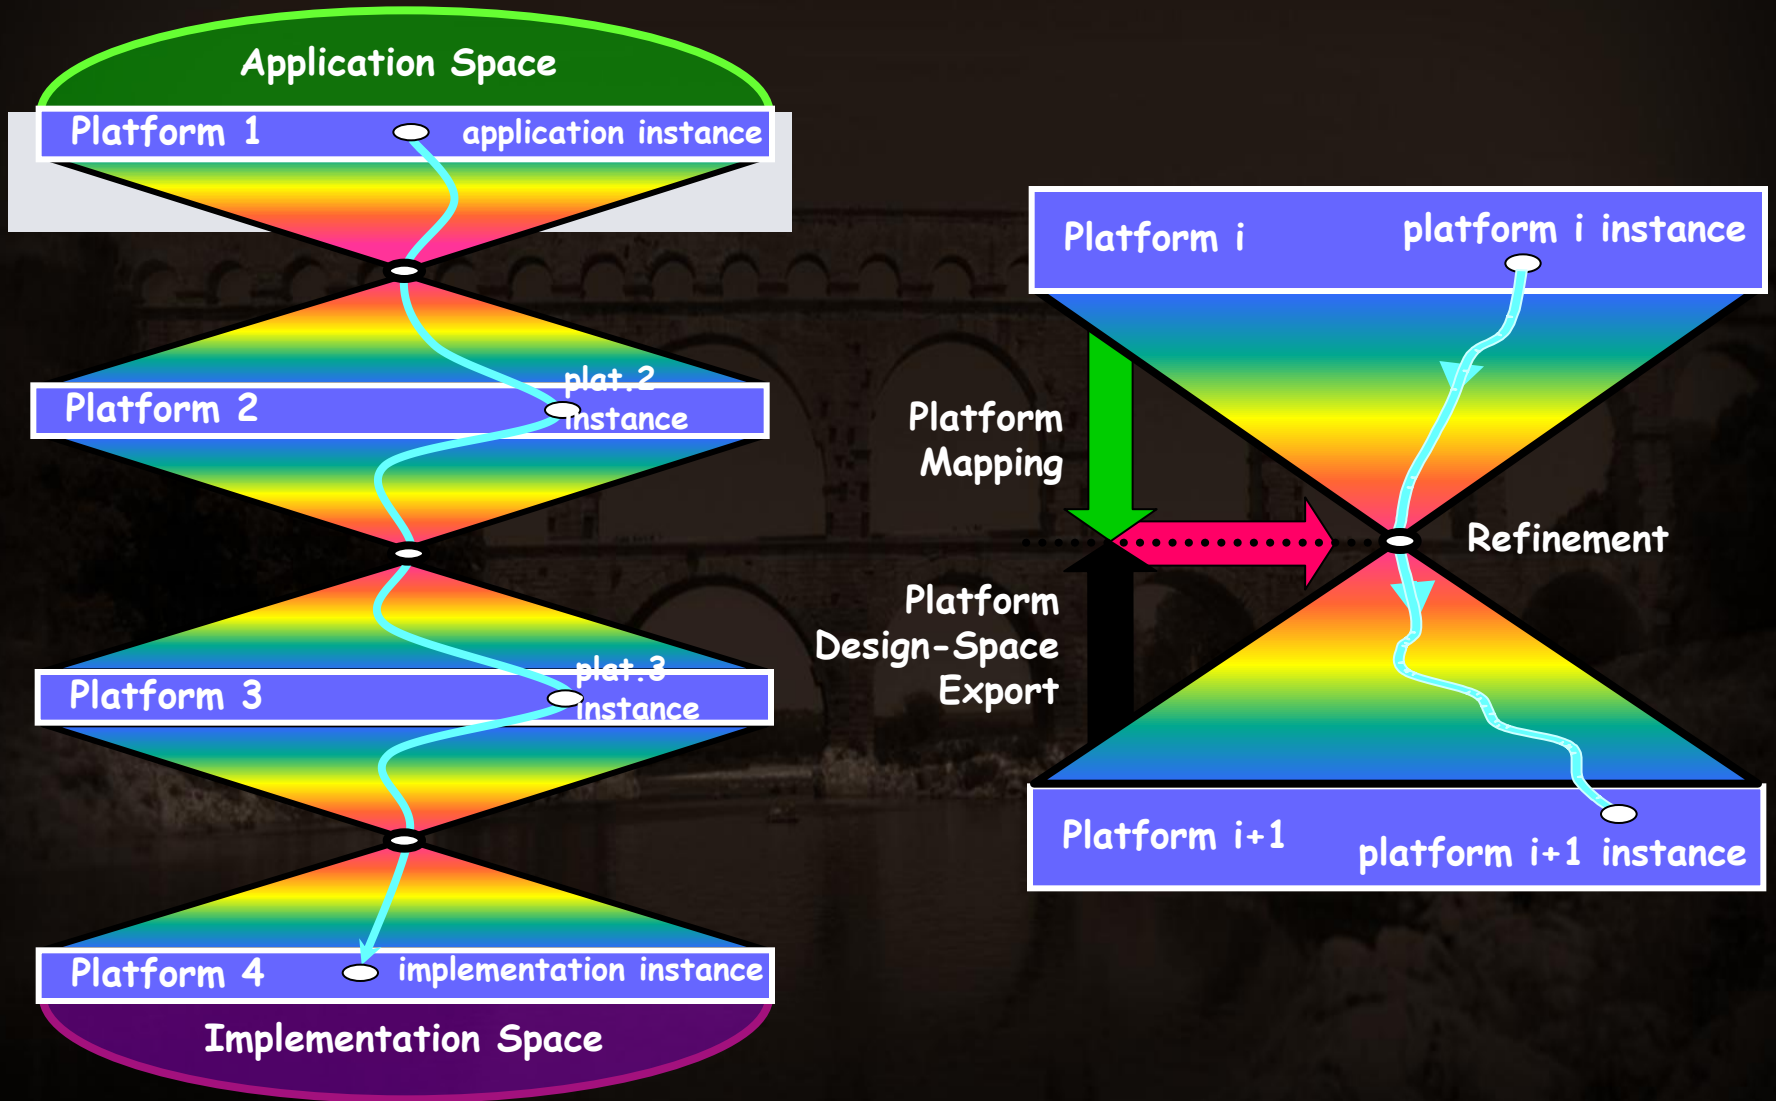 Application Space
Platform 1
application instance
plat.2
Platform 2
instance
plat.3
Platform 3
instance
Platform 4
implementation instance
Implementation Space
Platform i
platform i instance
Platform
Mapping
Refinement
Platform
Design-Space
Export
Platform i+1
platform i+1 instance